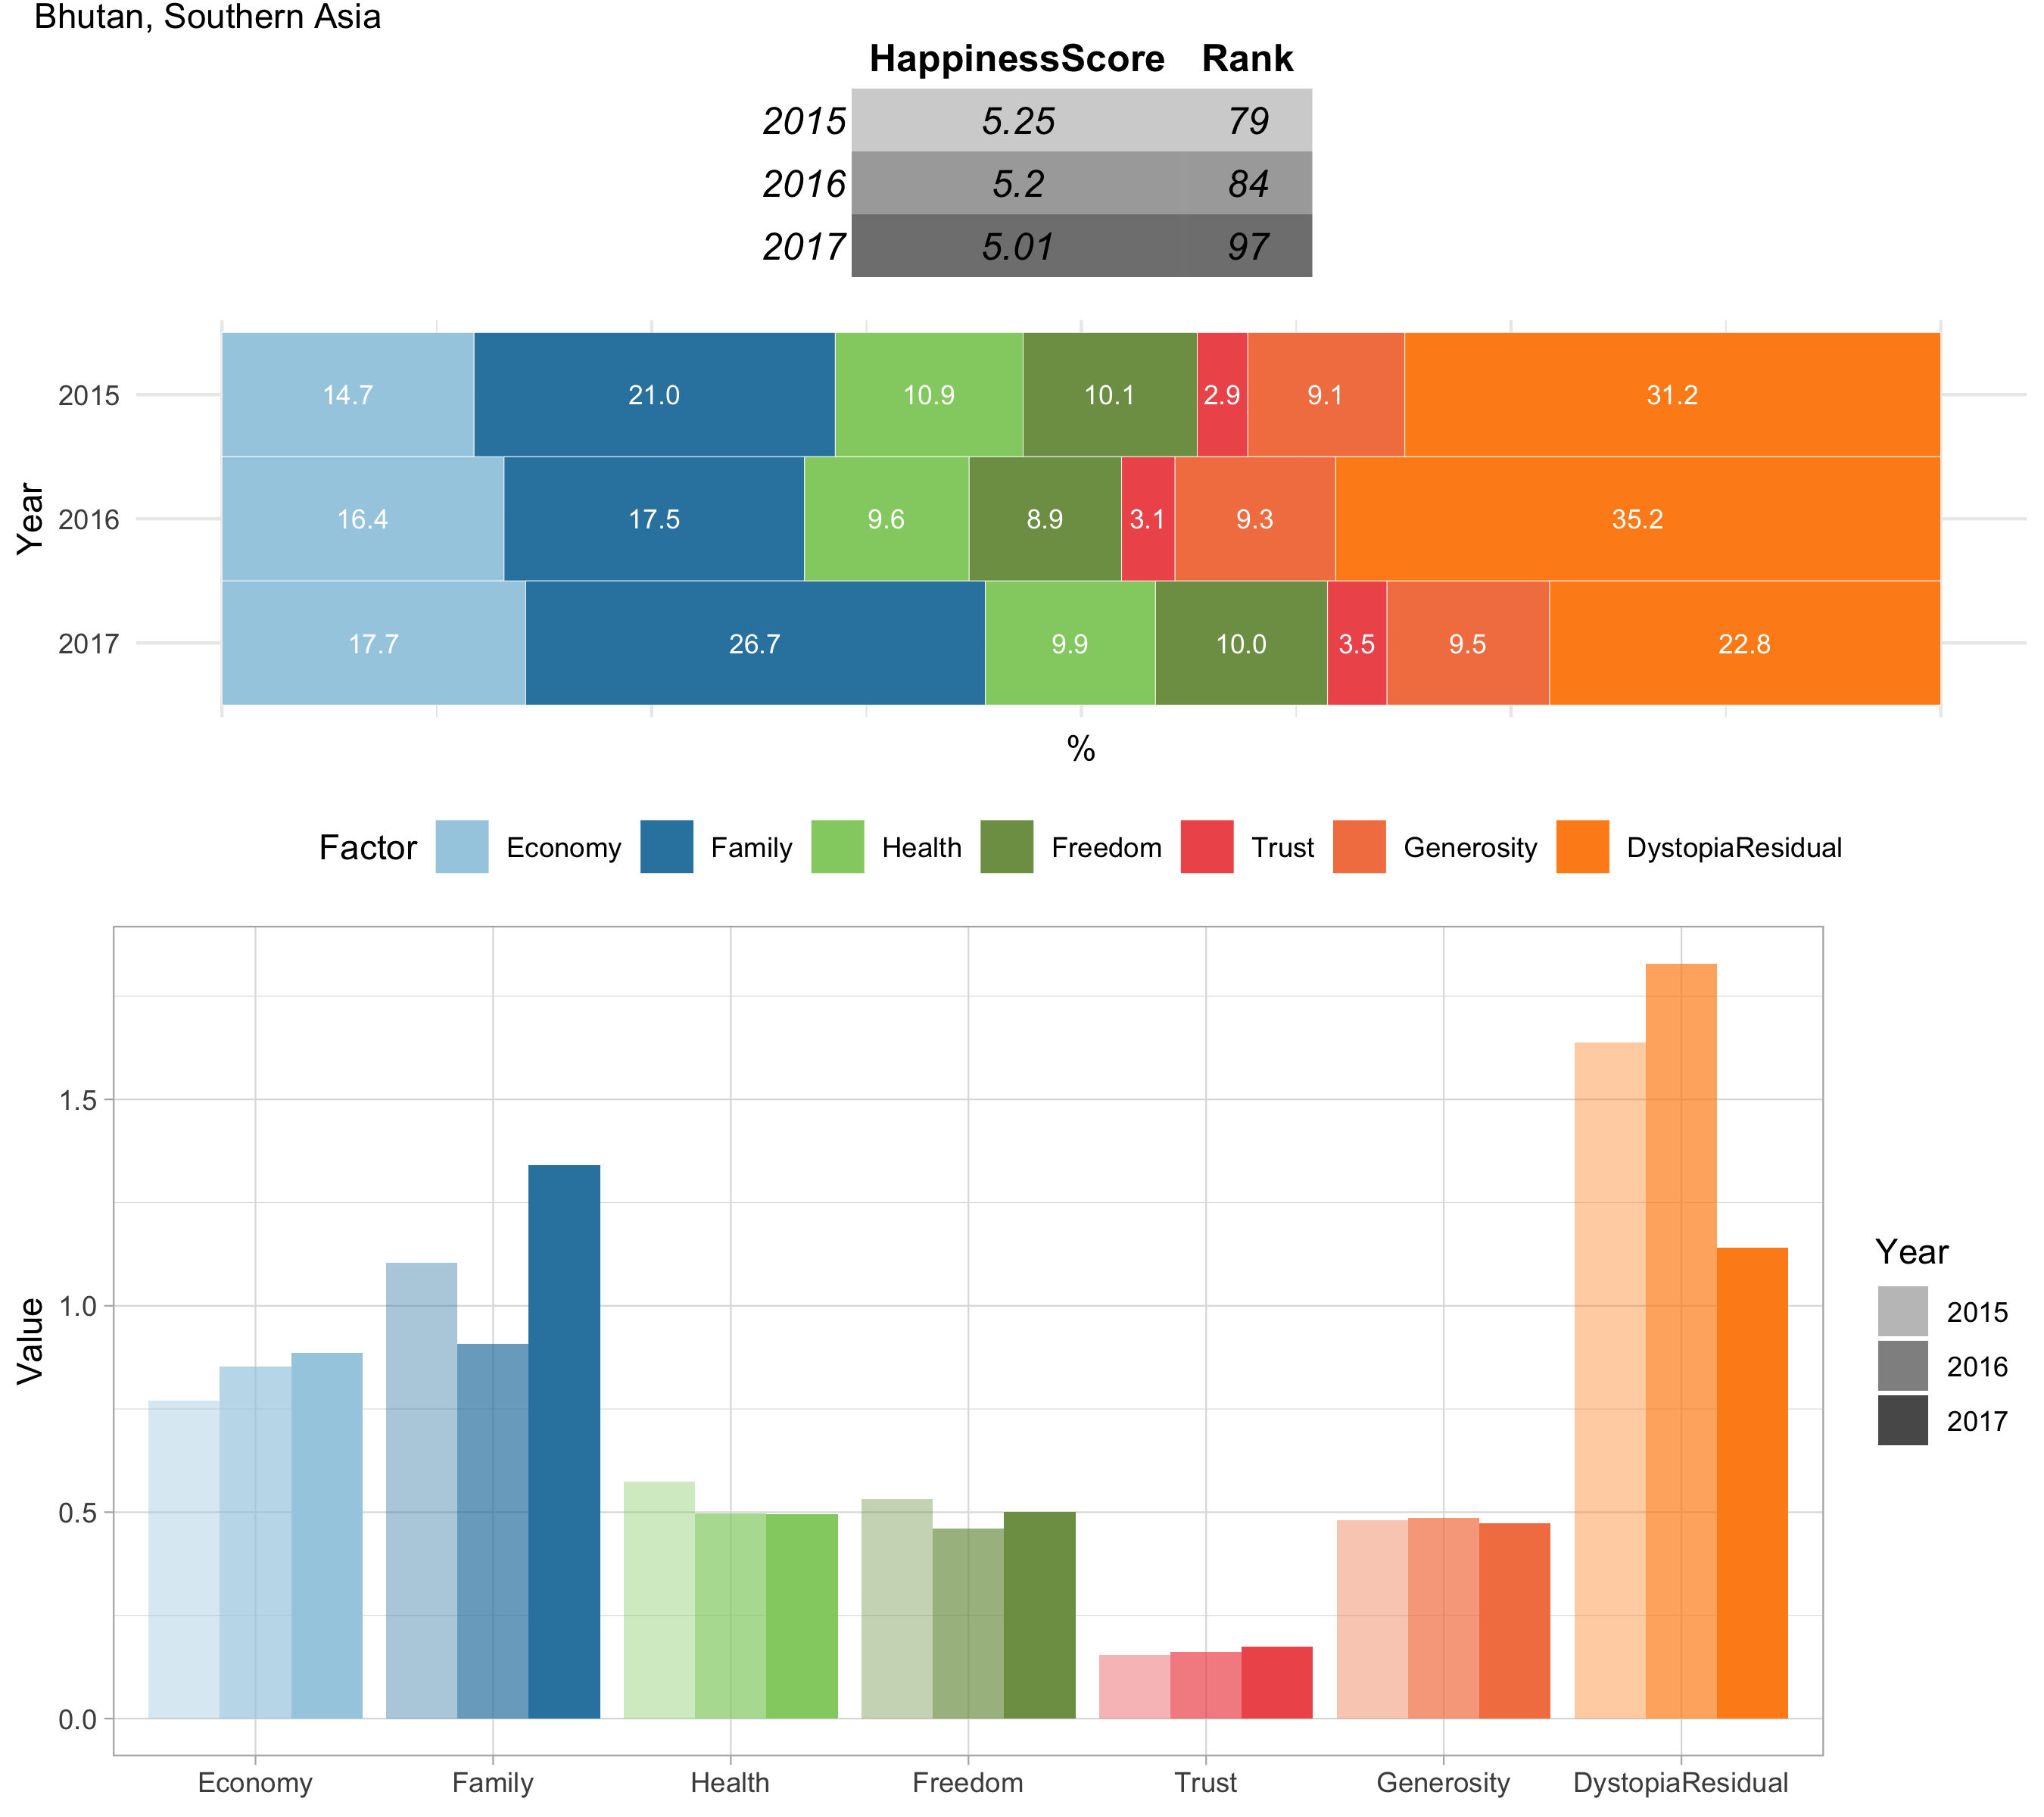 Bhutan, Southern Asia
HappinessScore Rank
2015 5.25 79
2016 5.2 84
2017 5.01 97
Year
2015 14.7 21.0 10.9 10.1 2.9 9.1 31.2
2016 16.4 17.5 9.6 8.9 3.1 9.3 35.2
2017 17.7 26.7 9.9 10.0 3.5 9.5 22.8
%
Factor Economy Family Health Freedom Trust Generosity DystopiaResidual
Value
1.5
1.0
0.5
0.0
Economy Family Health Freedom Trust Generosity DystopiaResidual
Year
2015
2016
2017